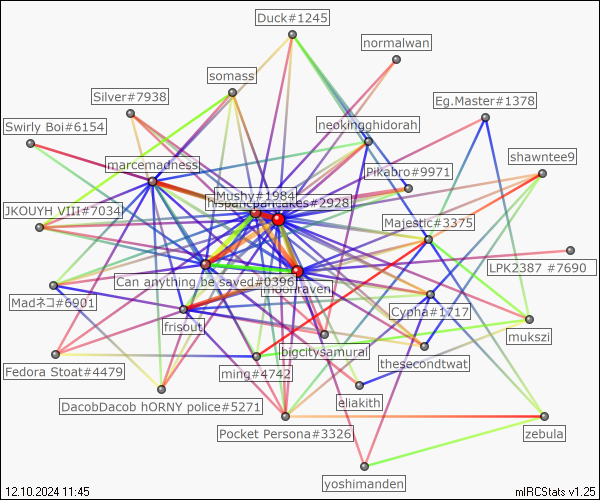 Duck#1245
normalwan
somass
Silver#7938
Eg.Master#1378
neokingghidorah
Swirly Boi#6154
marcemadness
shawntee9
Pikabro#9971
Mushy#1984
hispanicpancakes#2928
JKOUYH VIII#7034
Majestic#3375
LPK2387 #7690
Can anything be saved#0396
moonraven
Madネコ#6901
Cypha#1717
frisout
mukszi
bigcitysamurai
thesecondtwat
Fedora Stoat#4479
ming#4742
eliakith
DacobDacob hORNY police#5271
Pocket Persona#3326
zebula
yoshimanden
12.10.2024 11:45
mIRCStats v1.25